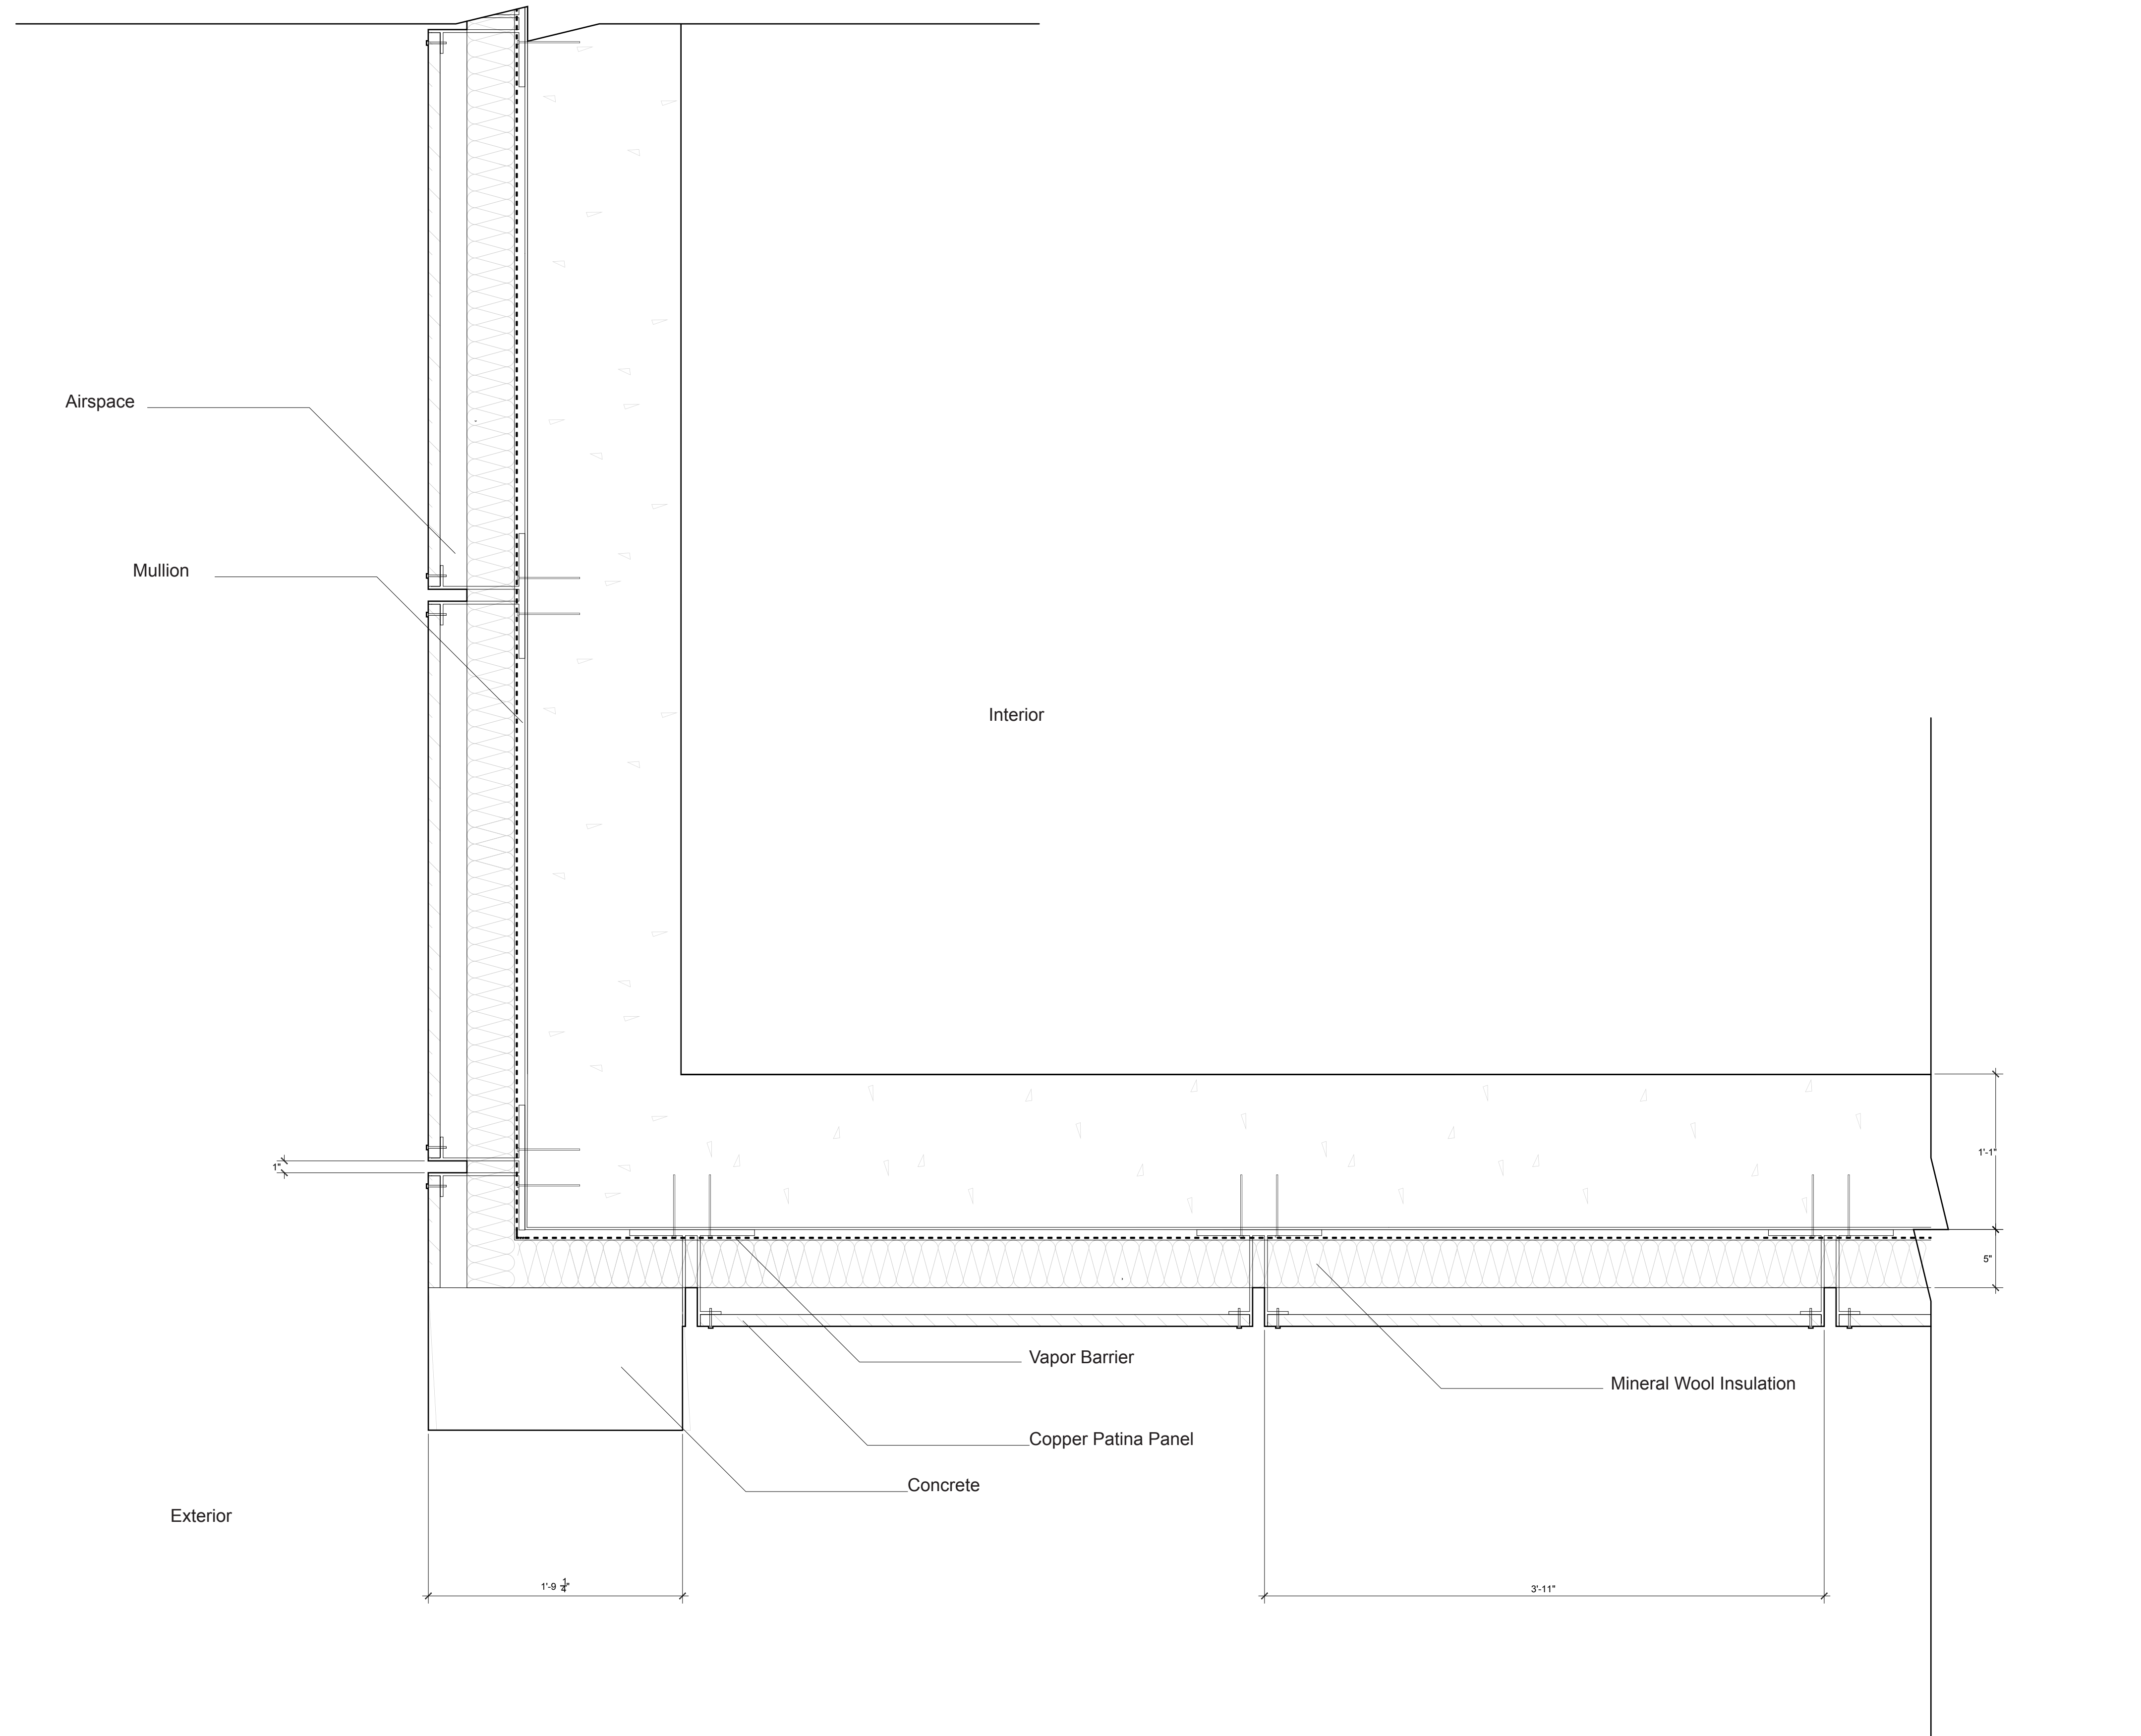 Airspace
Mullion
Interior
1'-1"
1"
5"
Vapor Barrier
Mineral Wool Insulation
Copper Patina Panel
Concrete
Exterior
1'-9 1/4"
3'-11"